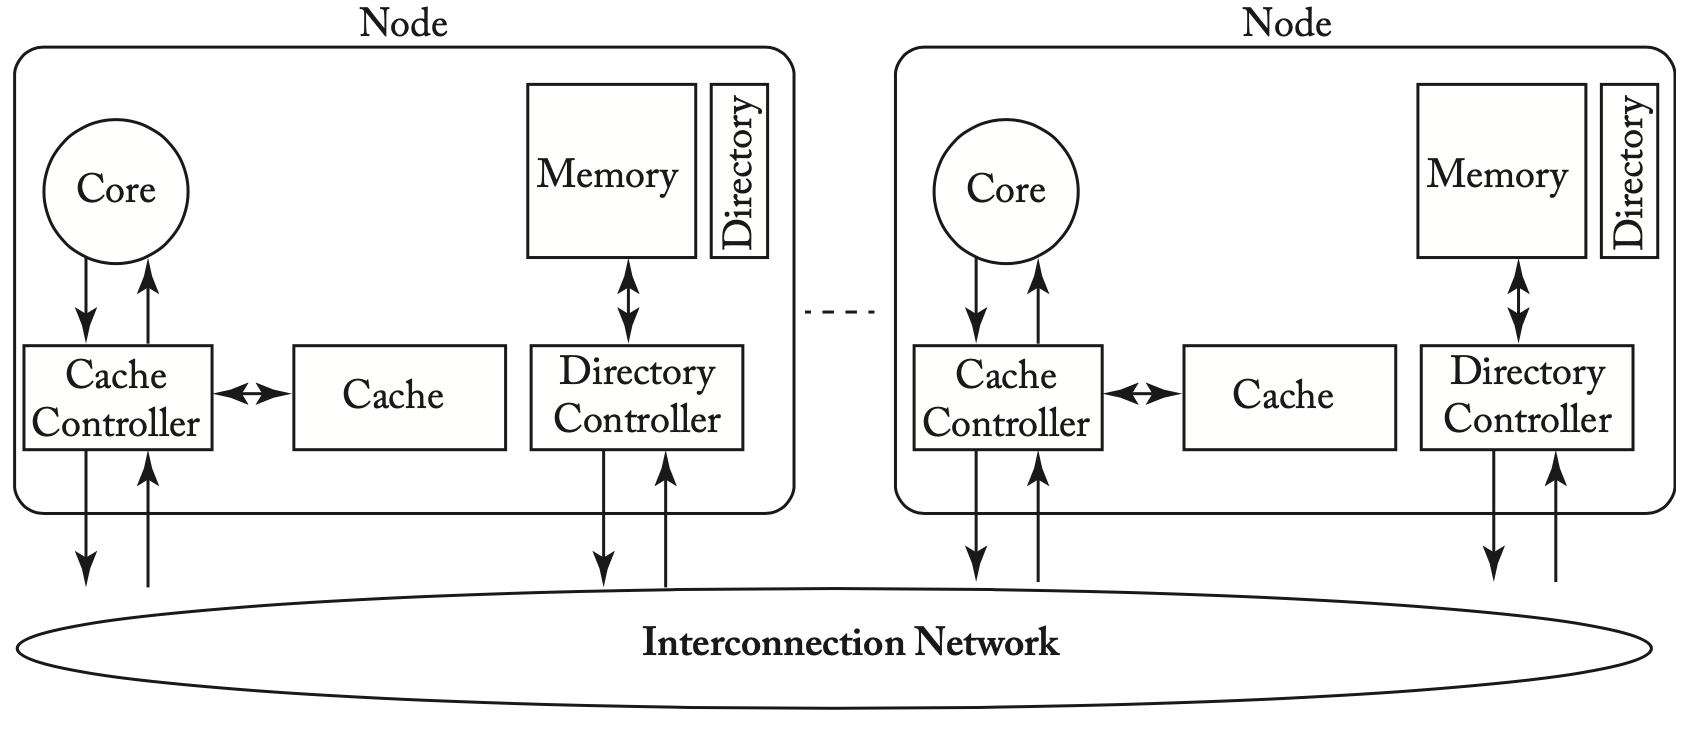 Node
Core
Memory
Directory
Cache
Controller
Cache
Directory
Controller
Node
Core
Memory
Directory
Cache
Controller
Cache
Directory
Controller
Interconnection Network